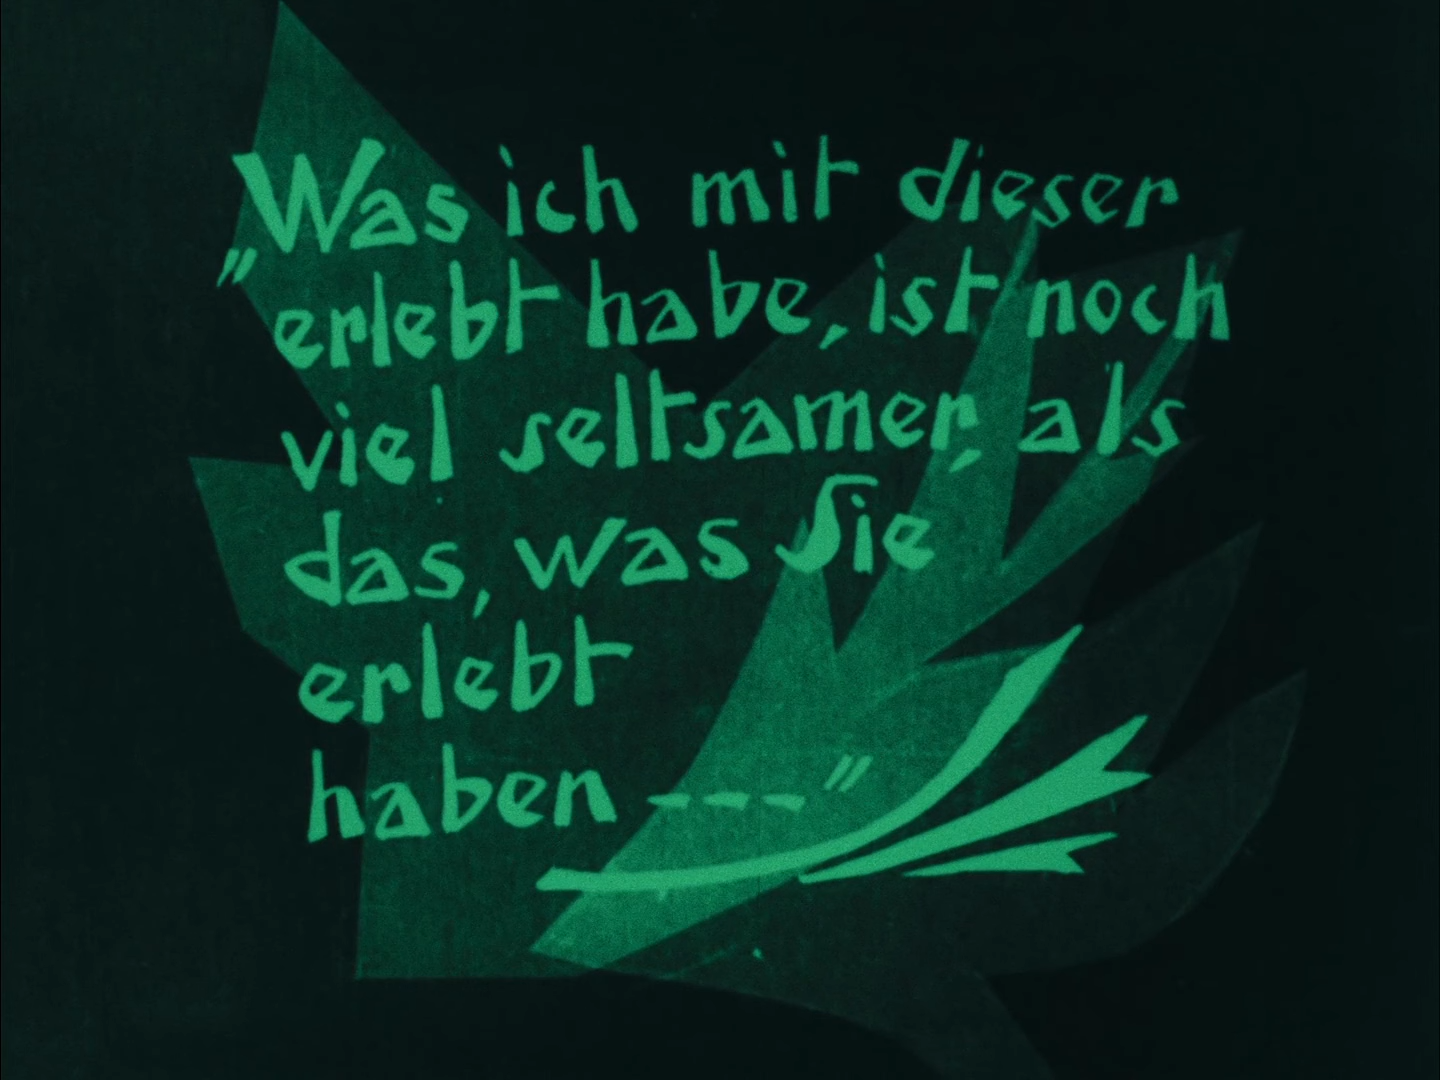 „Was ich mit dieser
erlebt habe, ist noch
viel seltsamer, als
das, was Sie
erlebt
haben - - - "